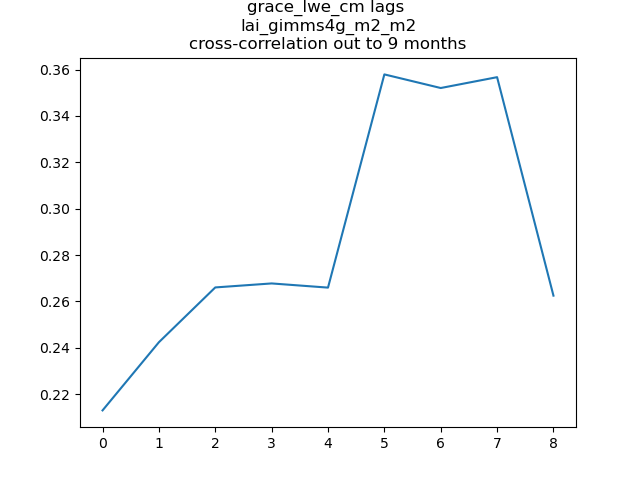 grace_lwe_cm lags
lai_gimms4g_m2_m2
cross-correlation out to 9 months
0.36
0.34
0.32
0.30
0.28
0.26
0.24
0.22
0 1 2 3 4 5 6 7 8